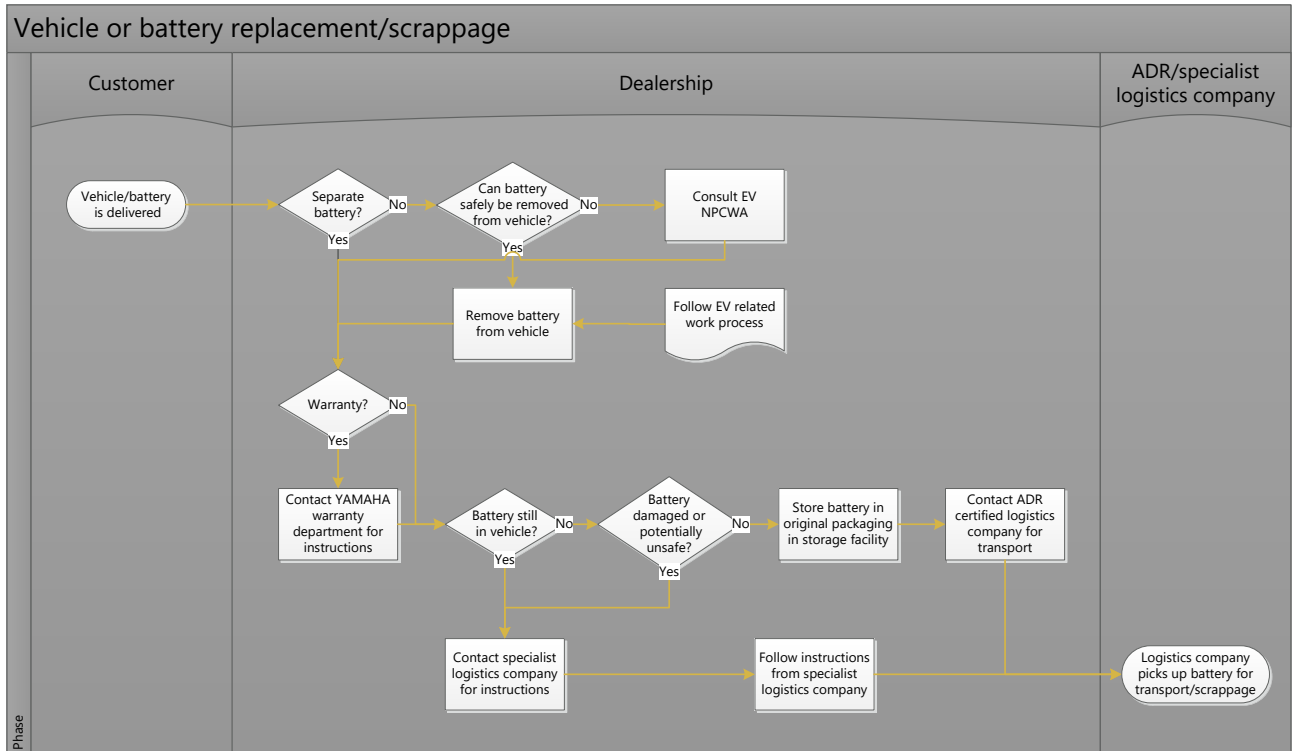 Vehicle or battery replacement/scrappage
Customer
Dealership
ADR/specialist
logistics company
Vehicle/battery
is delivered
Separate
battery?
No
Yes
Can battery
safely be removed
from vehicle?
No
Yes
Consult EV
NPCWA
Remove battery
from vehicle
Follow EV related
work process
Warranty?
No
Yes
Contact YAMAHA
warranty
department for
instructions
Battery still
in vehicle?
No
Yes
Battery
damaged or
potentially
unsafe?
No
Yes
Store battery in
original packaging
in storage facility
Contact ADR
certified logistics
company for
transport
Contact specialist
logistics company
for instructions
Follow instructions
from specialist
logistics company
Logistics company
picks up battery for
transport/scrappage
Phase